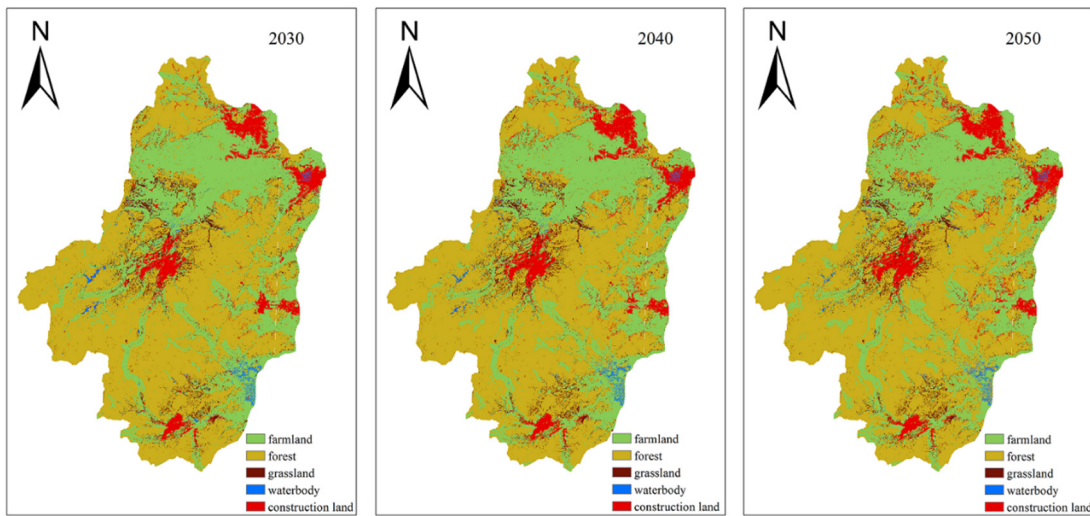 N
2030
farmland
forest
grassland
waterbody
construction land
N
2040
farmland
forest
grassland
waterbody
construction land
N
2050
farmland
forest
grassland
waterbody
construction land